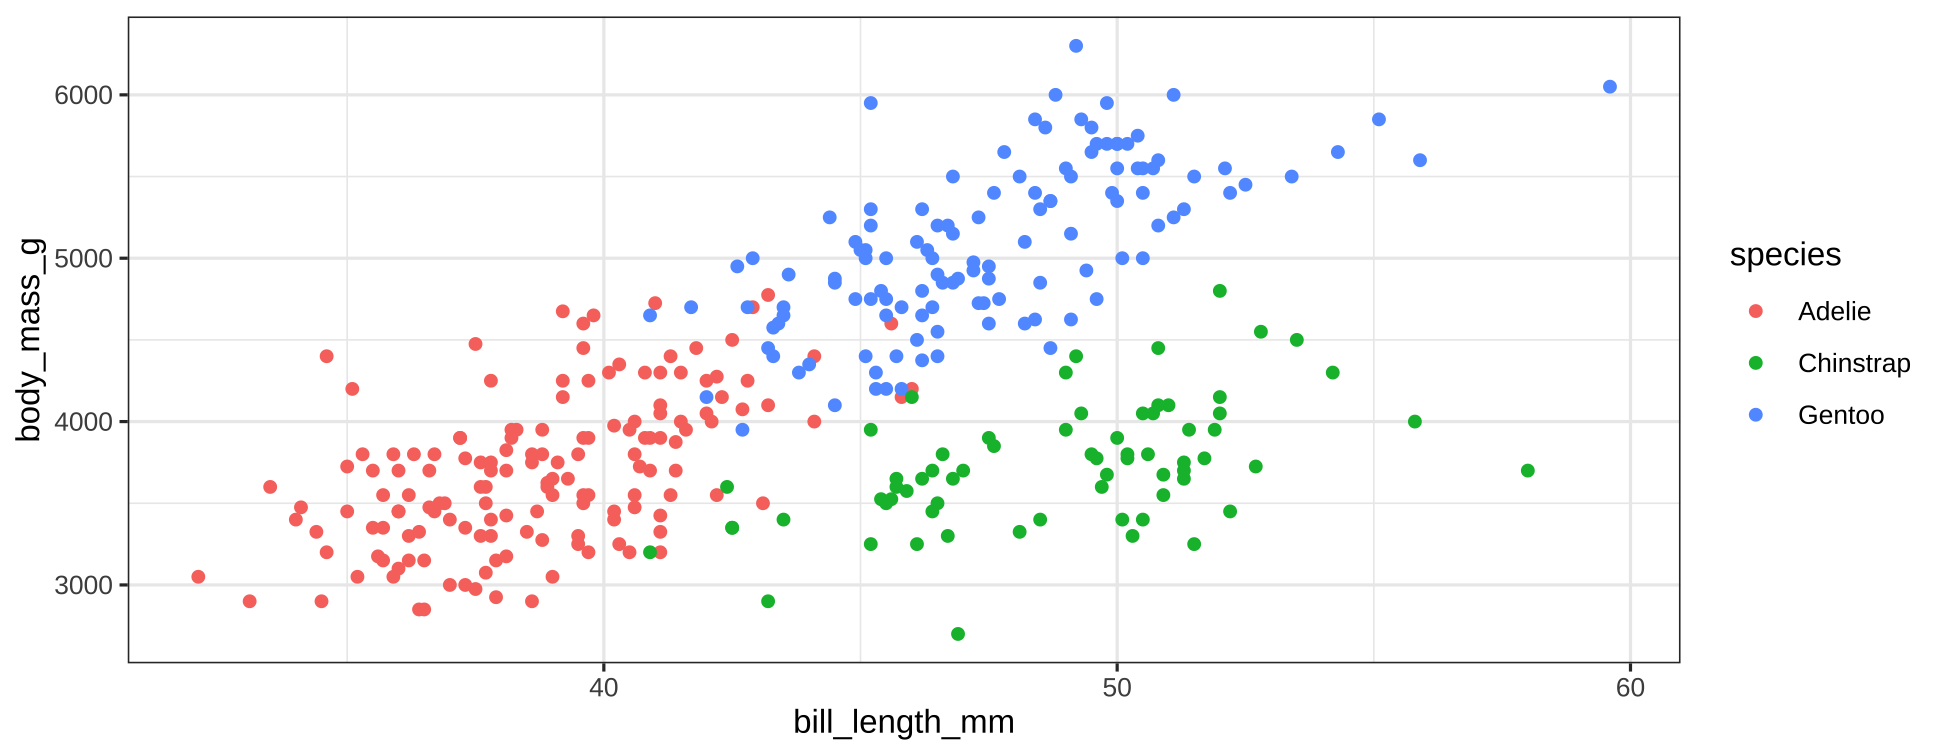 6000
5000
4000
3000
body_mass_g
40 50 60
bill_length_mm
species
Adelie
Chinstrap
Gentoo